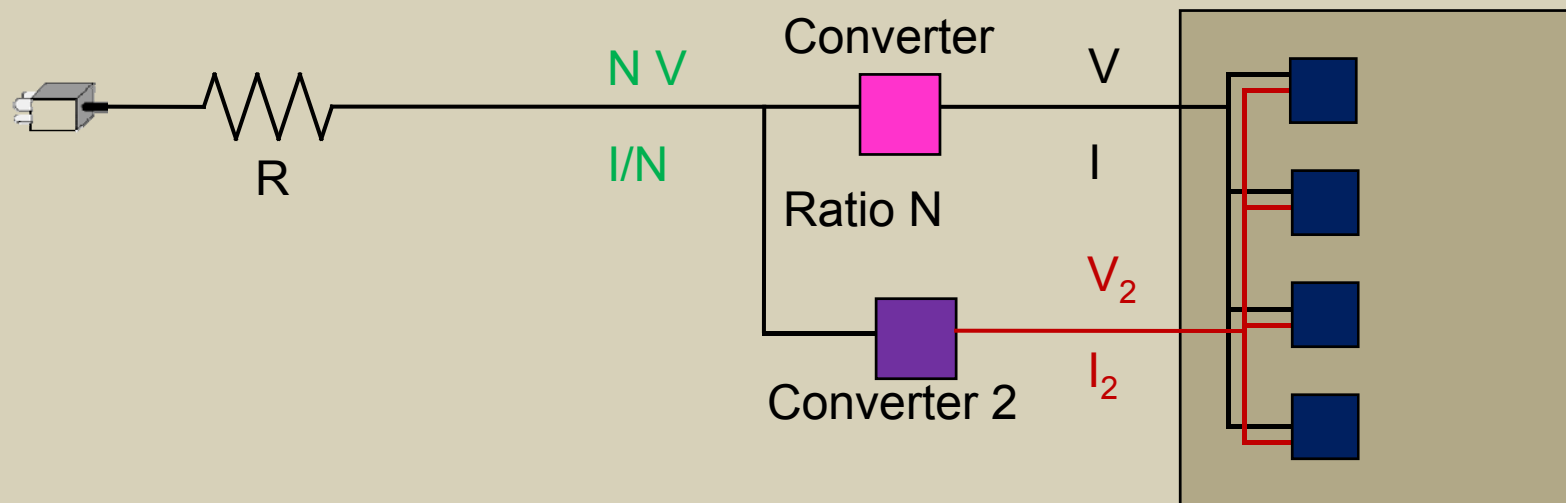 Converter
N V
V
R
I/N
I
Ratio N
V₂
I₂
Converter 2